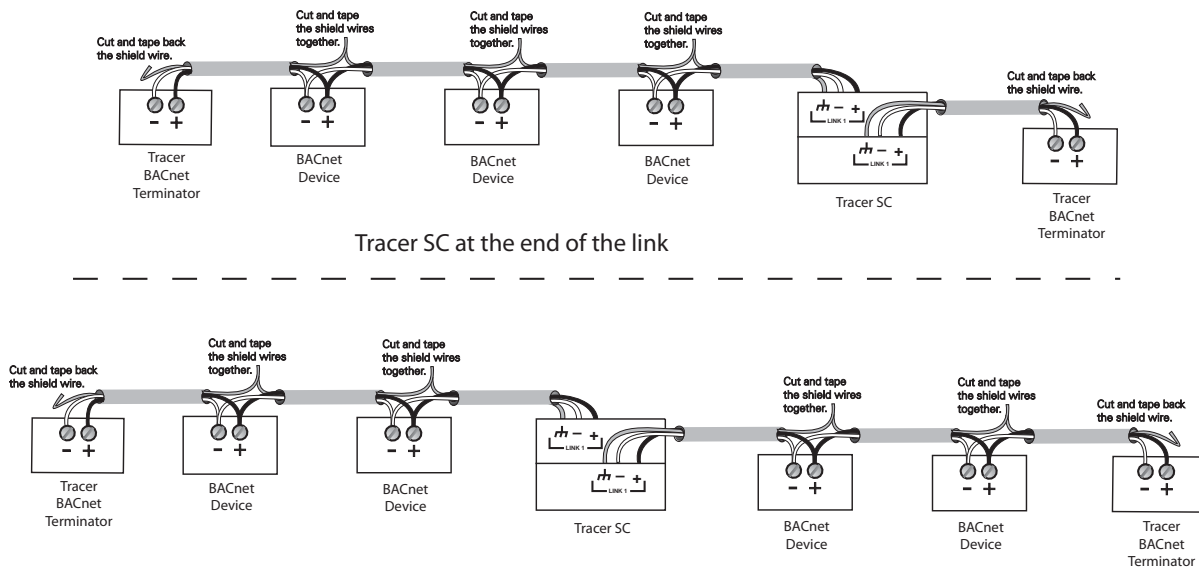 Cut and tape back
the shield wire.
Cut and tape
the shield wires
together.
Cut and tape
the shield wires
together.
Cut and tape
the shield wires
together.
Cut and tape back
the shield wire.
- +
- +
- +
- +
- +
LINK 1
- +
LINK 1
- +
Tracer
BACnet
Terminator
BACnet
Device
BACnet
Device
BACnet
Device
Tracer SC
Tracer
BACnet
Terminator
Tracer SC at the end of the link
Cut and tape back
the shield wire.
Cut and tape
the shield wires
together.
Cut and tape
the shield wires
together.
Cut and tape
the shield wires
together.
Cut and tape
the shield wires
together.
Cut and tape back
the shield wire.
- +
- +
- +
- +
LINK 1
- +
LINK 1
- +
- +
- +
Tracer
BACnet
Terminator
BACnet
Device
BACnet
Device
Tracer SC
BACnet
Device
BACnet
Device
Tracer
BACnet
Terminator